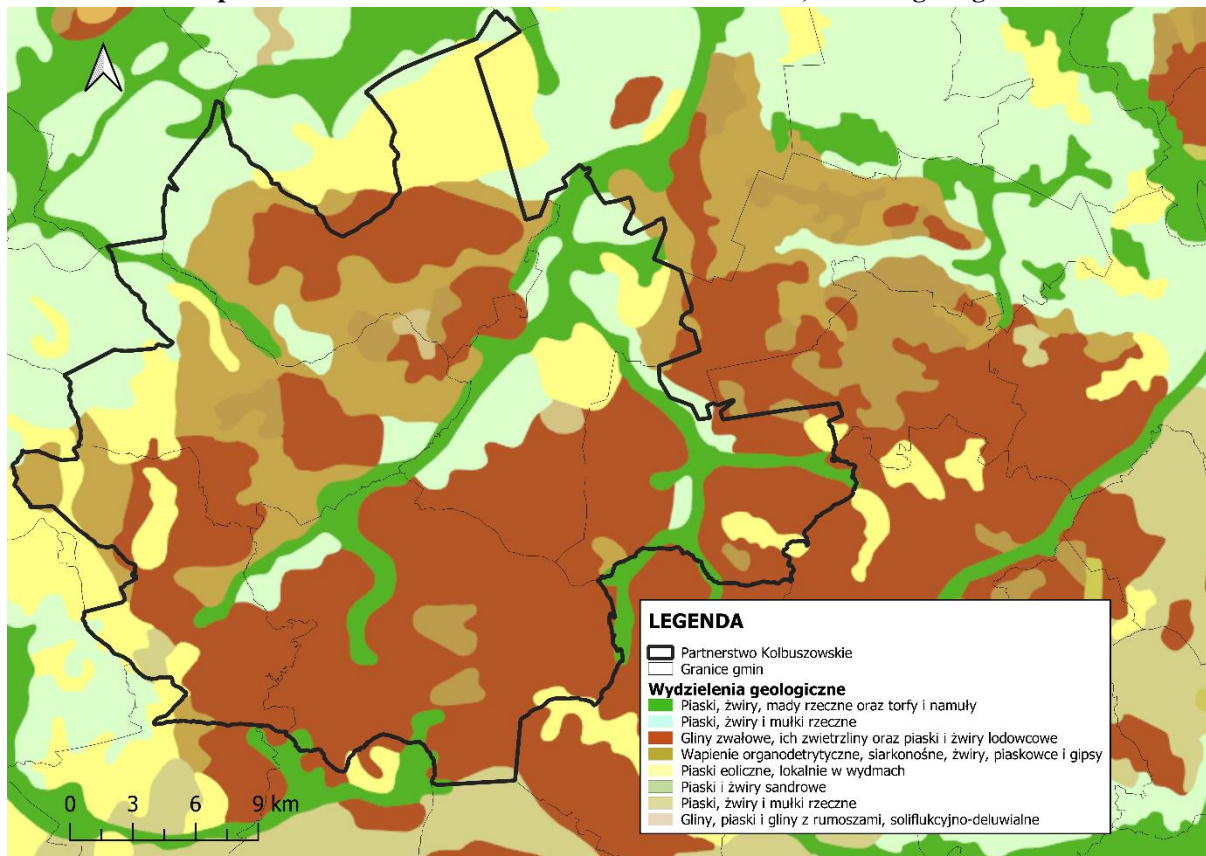 0 3 6 9 km
LEGENDA
Partnerstwo Kolbuszowskie
Granice gmin
Wydzielenia geologiczne
Piaski, żwiry, mady rzeczne oraz torfy i namuły
Piaski, żwiry i mułki rzeczne
Gliny zwałowe, ich zwietrzliny oraz piaski i żwiry lodowcowe
Wapienie organodetrytyczne, siarkonośne, żwiry, piaskowce i gipsy
Piaski eoliczne, lokalnie w wydmach
Piaski i żwiry sandrowe
Piaski, żwiry i mułki rzeczne
Gliny, piaski i gliny z rumoszami, soliflukcyjno-deluwialne